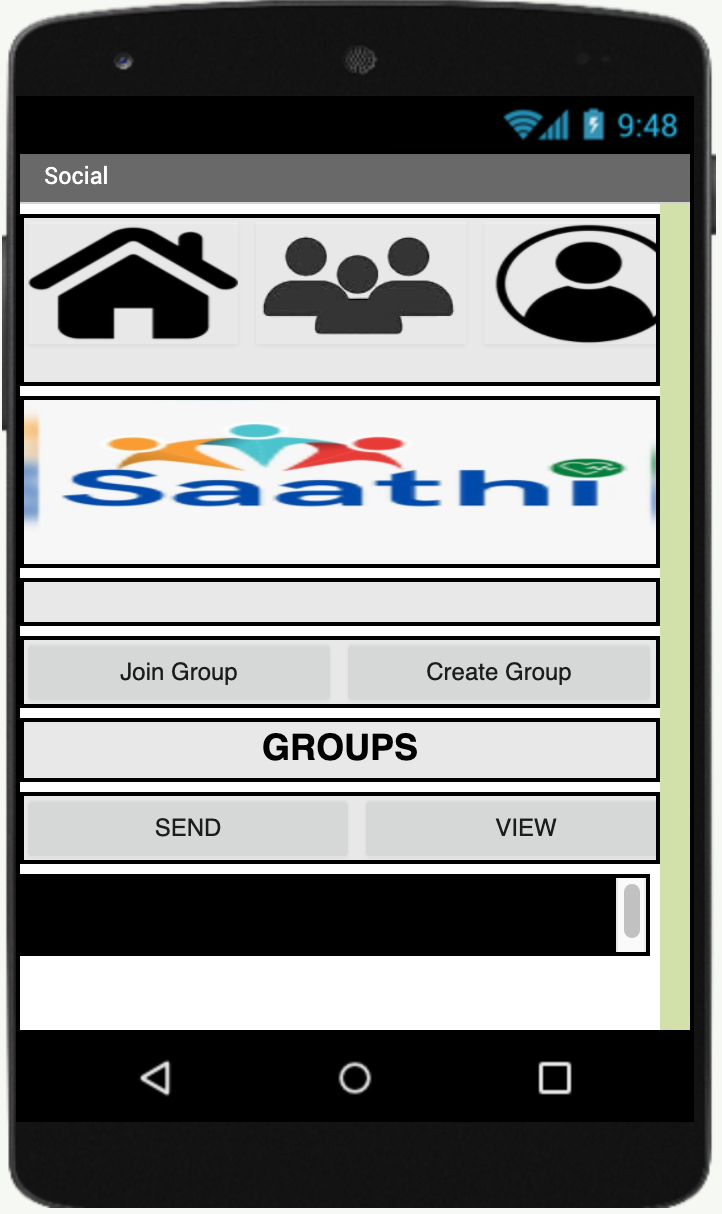 9:48
Social
Saathi
Join Group Create Group
GROUPS
SEND VIEW